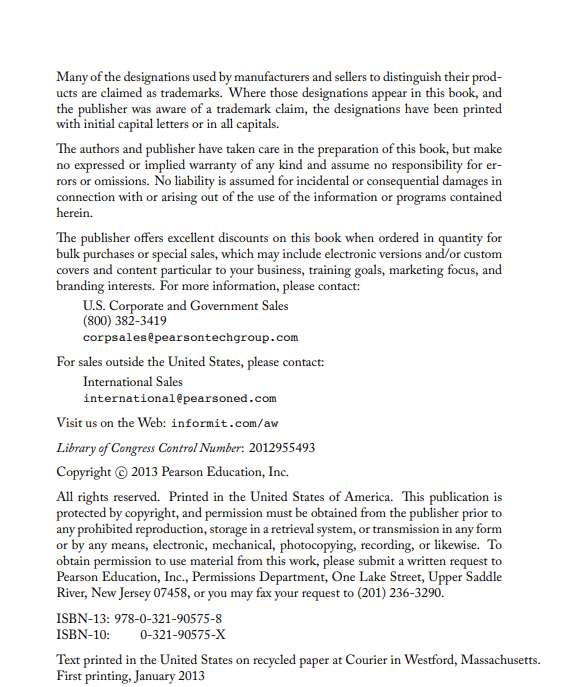 Many of the designations used by manufacturers and sellers to distinguish their prod-
ucts are claimed as trademarks. Where those designations appear in this book, and
the publisher was aware of a trademark claim, the designations have been printed
with initial capital letters or in all capitals.
The authors and publisher have taken care in the preparation of this book, but make
no expressed or implied warranty of any kind and assume no responsibility for er-
rors or omissions. No liability is assumed for incidental or consequential damages in
connection with or arising out of the use of the information or programs contained
herein.
The publisher offers excellent discounts on this book when ordered in quantity for
bulk purchases or special sales, which may include electronic versions and/or custom
covers and content particular to your business, training goals, marketing focus, and
branding interests. For more information, please contact:
U.S. Corporate and Government Sales
(800) 382-3419
corpsales@pearsontechgroup.com
For sales outside the United States, please contact:
International Sales
international@pearsoned.com
Visit us on the Web: informit.com/aw
Library of Congress Control Number: 2012955493
Copyright © 2013 Pearson Education, Inc.
All rights reserved. Printed in the United States of America. This publication is
protected by copyright, and permission must be obtained from the publisher prior to
any prohibited reproduction, storage in a retrieval system, or transmission in any form
or by any means, electronic, mechanical, photocopying, recording, or likewise. To
obtain permission to use material from this work, please submit a written request to
Pearson Education, Inc., Permissions Department, One Lake Street, Upper Saddle
River, New Jersey 07458, or you may fax your request to (201) 236-3290.
ISBN-13: 978-0-321-90575-8
ISBN-10: 0-321-90575-X
Text printed in the United States on recycled paper at Courier in Westford, Massachusetts.
First printing, January 2013